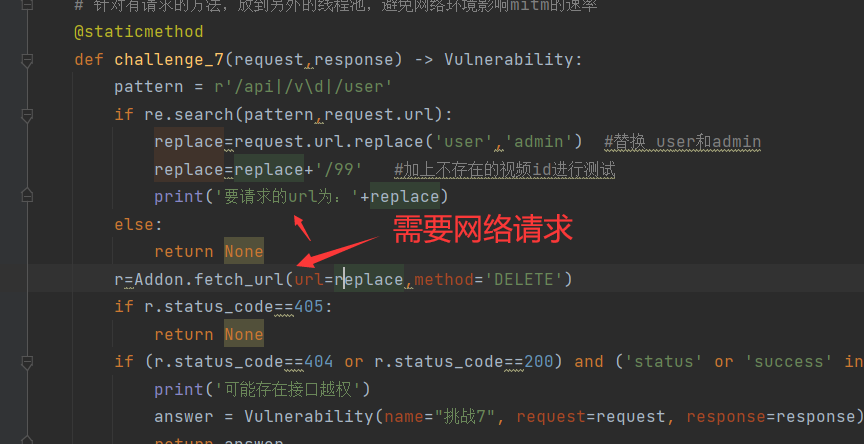 # 针对有请求的方法，放到另外的线程池，避免网络环境影响mitm的速率
@staticmethod
def challenge_7(request,response) -> Vulnerability:
pattern = r'/api|/v\d|/user'
if re.search(pattern,request.url):
replace=request.url.replace('user','admin')  #替换 user和admin
replace=replace+'/99'   #加上不存在的视频id进行测试
print('要请求的url为：'+replace)
else:
需要网络请求
return None
r=Addon.fetch_url(url=replace,method='DELETE')
if r.status_code==405:
return None
if (r.status_code==404 or r.status_code==200) and ('status' or 'success' in
print('可能存在接口越权')
answer = Vulnerability(name="挑战7", request=request, response=response)
return answer